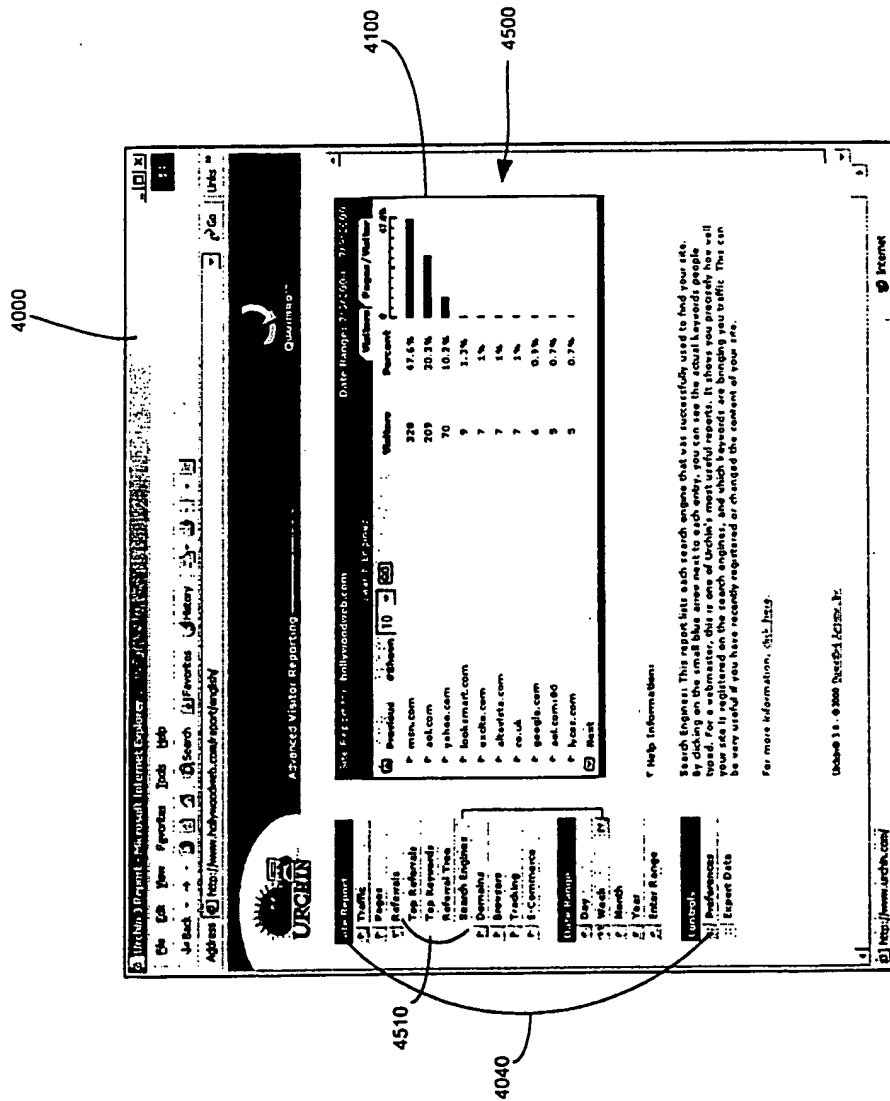 4000
4100
4500
4510
4040
Urchin 3 Report - Microsoft Internet Explorer
File Edit View Favorites Tools Help
Back Search Favorites History
Address http://www.hollywoodweb.com/report/english/ Go Links »
URCHIN
Advanced Visitor Reporting
Site Report
Traffic
Pages
Referrals
Top Referrals
Top Keywords
Referral Tree
Search Engines
Domains
Browsers
Tracking
E-Commerce
Date Range
Day
Week
Month
Year
Enter Range
Controls
Preferences
Export Data
hollywoodweb.com Date Range:
Search Engines Visitors Pages/Visitor
Previous #Shown 10 GO Visitors Percent 0 47.6%
msn.com 328 47.6%
aol.com 209 30.3%
yahoo.com 70 10.2%
looksmart.com 9 1.3%
excite.com 7 1%
altavista.com 7 1%
co.uk 7 1%
google.com 6 0.9%
5 0.7%
lycos.com 5 0.7%
Next
Help Information:
Search Engines: This report lists each search engine that was successfully used to find your site.
By clicking on the small blue arrow next to each entry, you can see the actual keywords people
typed. For a webmaster, this is one of Urchin's most useful reports. It shows you precisely how well
your site is registered on the search engines, and which keywords are bringing you traffic. This can
be very useful if you have recently registered or changed the content of your site.
For more information, click here.
©2000
http://www.urchin.com/ Internet